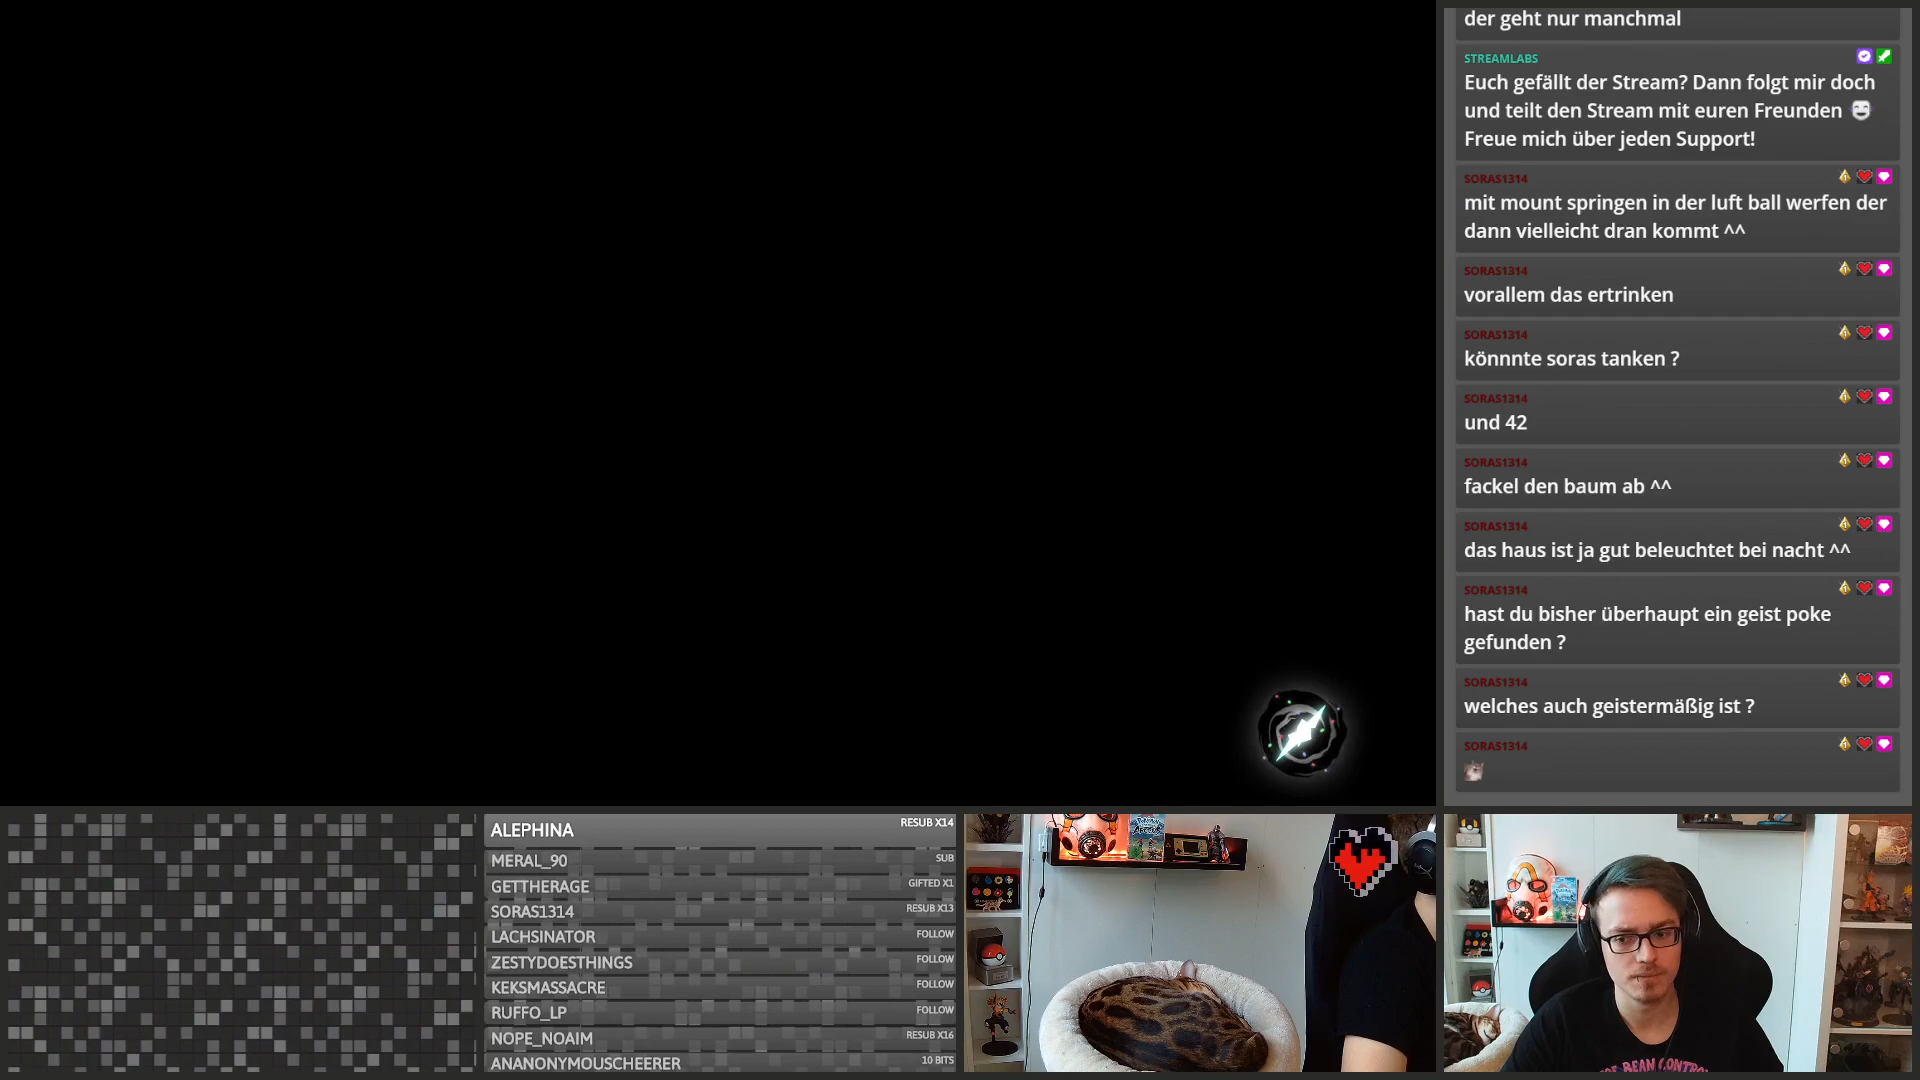 der geht nur manchmal
STREAMLABS
Euch gefällt der Stream? Dann folgt mir doch
und teilt den Stream mit euren Freunden
Freue mich über jeden Support!
SORAS1314
mit mount springen in der luft ball werfen der
dann vielleicht dran kommt ^^
SORAS1314
vorallem das ertrinken
SORAS1314
könnnte soras tanken ?
SORAS1314
und 42
SORAS1314
fackel den baum ab ^^
SORAS1314
das haus ist ja gut beleuchtet bei nacht ^^
SORAS1314
hast du bisher überhaupt ein geist poke
gefunden ?
SORAS1314
welches auch geistermäßig ist ?
SORAS1314
ALEPHINA RESUB X14
MERAL_90 SUB
GETTHERAGE GIFTED X1
SORAS1314 RESUB X13
LACHSINATOR FOLLOW
ZESTYDOESTHINGS FOLLOW
KEKSMASSACRE FOLLOW
RUFFO_LP FOLLOW
NOPE_NOAIM RESUB X16
ANANONYMOUSCHEERER 10 BITS